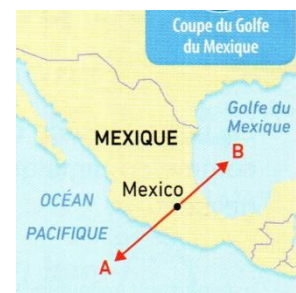 Coupe du Golfe
du Mexique
Golfe du
Mexique
MEXIQUE
B
Mexico
OCÉAN
PACIFIQUE
A